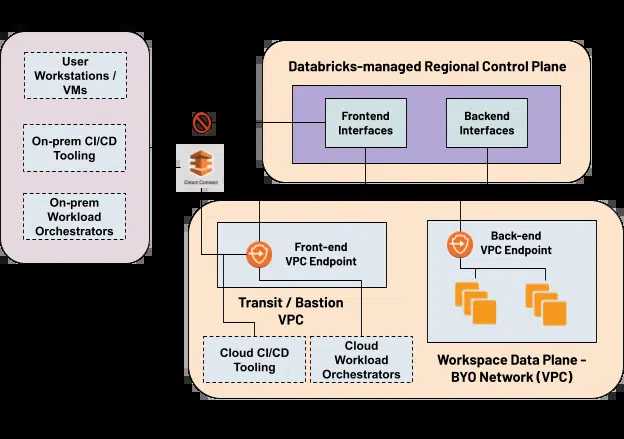 User
Workstations /
VMs
On-prem CI/CD
Tooling
On-prem
Workload
Orchestrators
Direct Connect
Databricks-managed Regional Control Plane
Frontend
Interfaces
Backend
Interfaces
Front-end
VPC Endpoint
Transit / Bastion
VPC
Cloud CI/CD
Tooling
Cloud
Workload
Orchestrators
Back-end
VPC Endpoint
Workspace Data Plane -
BYO Network (VPC)